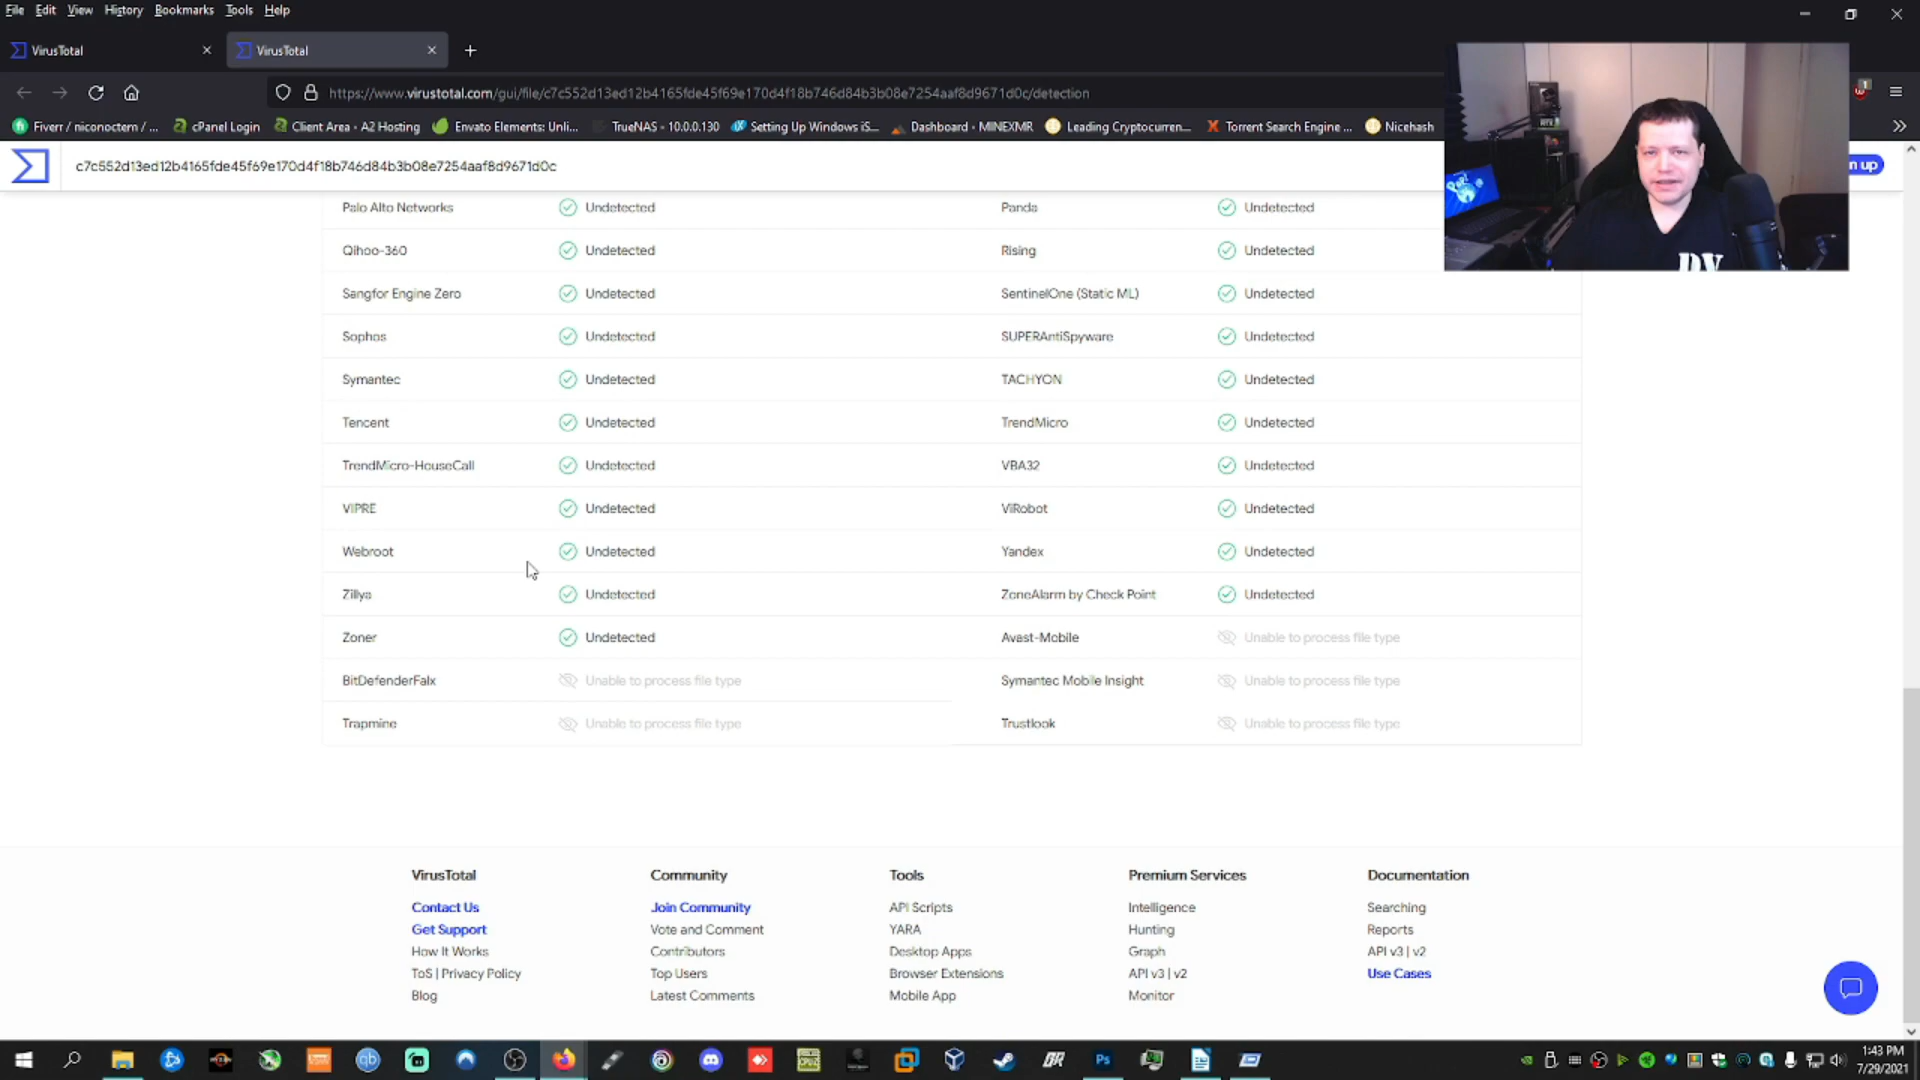 File Edit View History Bookmarks Tools Help
VirusTotal
VirusTotal
https://www.virustotal.com/gui/file/c7c552d13ed12b4165fde45f69e170d4f18b746d84b3b08e7254aaf8d9671d0c/detection
1
Fiverr / niconoctem / ... cPanel Login Client Area - A2 Hosting Envato Elements: Unli... TrueNAS - 10.0.0.130 Setting Up Windows iS... Dashboard - MINEXMR Leading Cryptocurren... Torrent Search Engine ... Nicehash
c7c552d13ed12b4165fde45f69e170d4f18b746d84b3b08e7254aaf8d9671d0c
n up
Palo Alto Networks Undetected Panda Undetected
Qihoo-360 Undetected Rising Undetected
Sangfor Engine Zero Undetected SentinelOne (Static ML) Undetected
Sophos Undetected SUPERAntiSpyware Undetected
Symantec Undetected TACHYON Undetected
Tencent Undetected TrendMicro Undetected
TrendMicro-HouseCall Undetected VBA32 Undetected
VIPRE Undetected ViRobot Undetected
Webroot Undetected Yandex Undetected
Zillya Undetected ZoneAlarm by Check Point Undetected
Zoner Undetected Avast-Mobile Unable to process file type
BitDefenderFalx Unable to process file type Symantec Mobile Insight Unable to process file type
Trapmine Unable to process file type Trustlook Unable to process file type
VirusTotal Community Tools Premium Services Documentation
Contact Us Join Community API Scripts Intelligence Searching
Get Support Vote and Comment YARA Hunting Reports
How It Works Contributors Desktop Apps Graph API v3 | v2
ToS | Privacy Policy Top Users Browser Extensions API v3 | v2 Use Cases
Blog Latest Comments Mobile App Monitor
qb
Ps
1:43 PM
7/29/2021